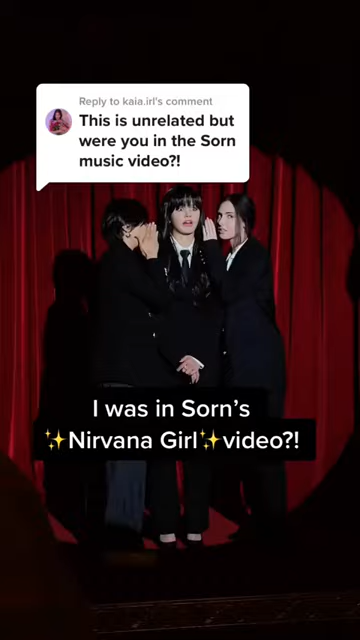 Reply to kaia.irl's comment
This is unrelated but
were you in the Sorn
music video?!
I was in Sorn's
✨Nirvana Girl✨video?!